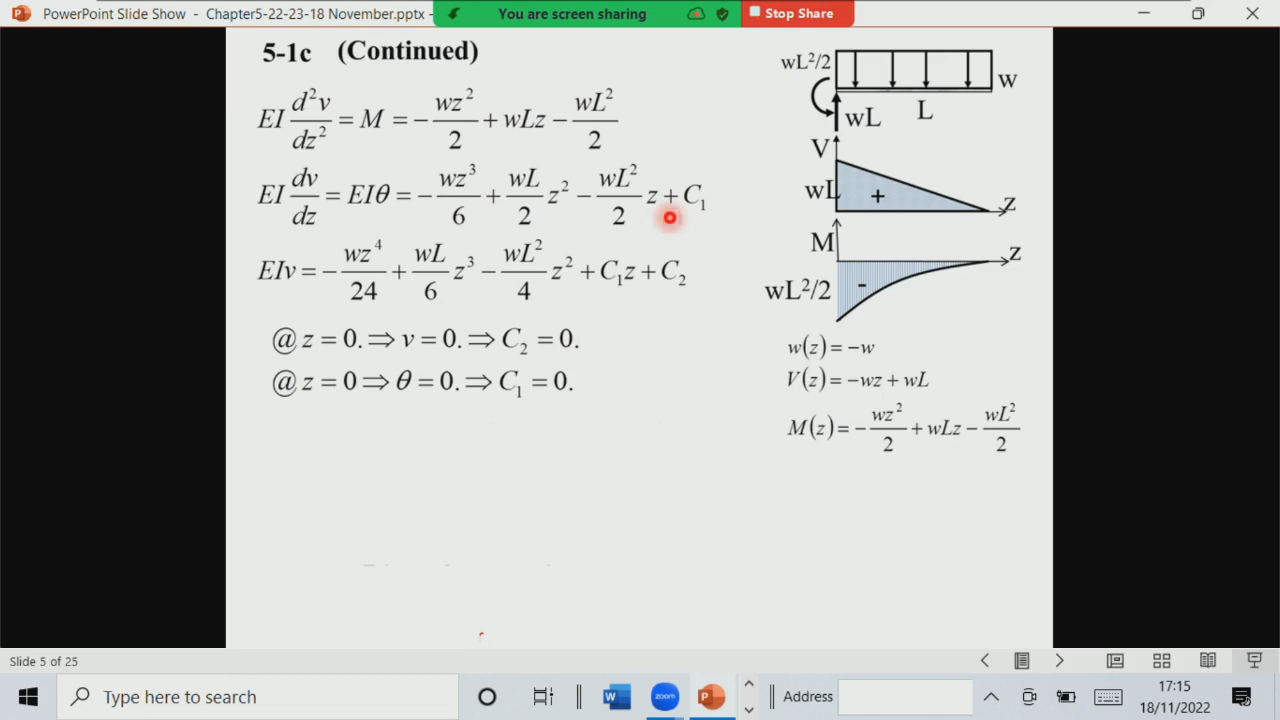 PowerPoint Slide Show - Chapter5-22-23-18 November.pptx -
You are screen sharing
Stop Share
5-1c (Continued)
EI d²v/dz² = M = -wz²/2 + wLz - wL²/2
EI dv/dz = EIθ = -wz³/6 + wL/2 z² - wL²/2 z + C₁
EIv = -wz⁴/24 + wL/6 z³ - wL²/4 z² + C₁z + C₂
@ z = 0. ⇒ v = 0. ⇒ C₂ = 0.
@ z = 0 ⇒ θ = 0. ⇒ C₁ = 0.
wL²/2
w
wL
L
V
wL
+
z
M
z
wL²/2
-
w(z) = -w
V(z) = -wz + wL
M(z) = -wz²/2 + wLz - wL²/2
Slide 5 of 25
Type here to search
W
zoom
P
Address
17:15
18/11/2022